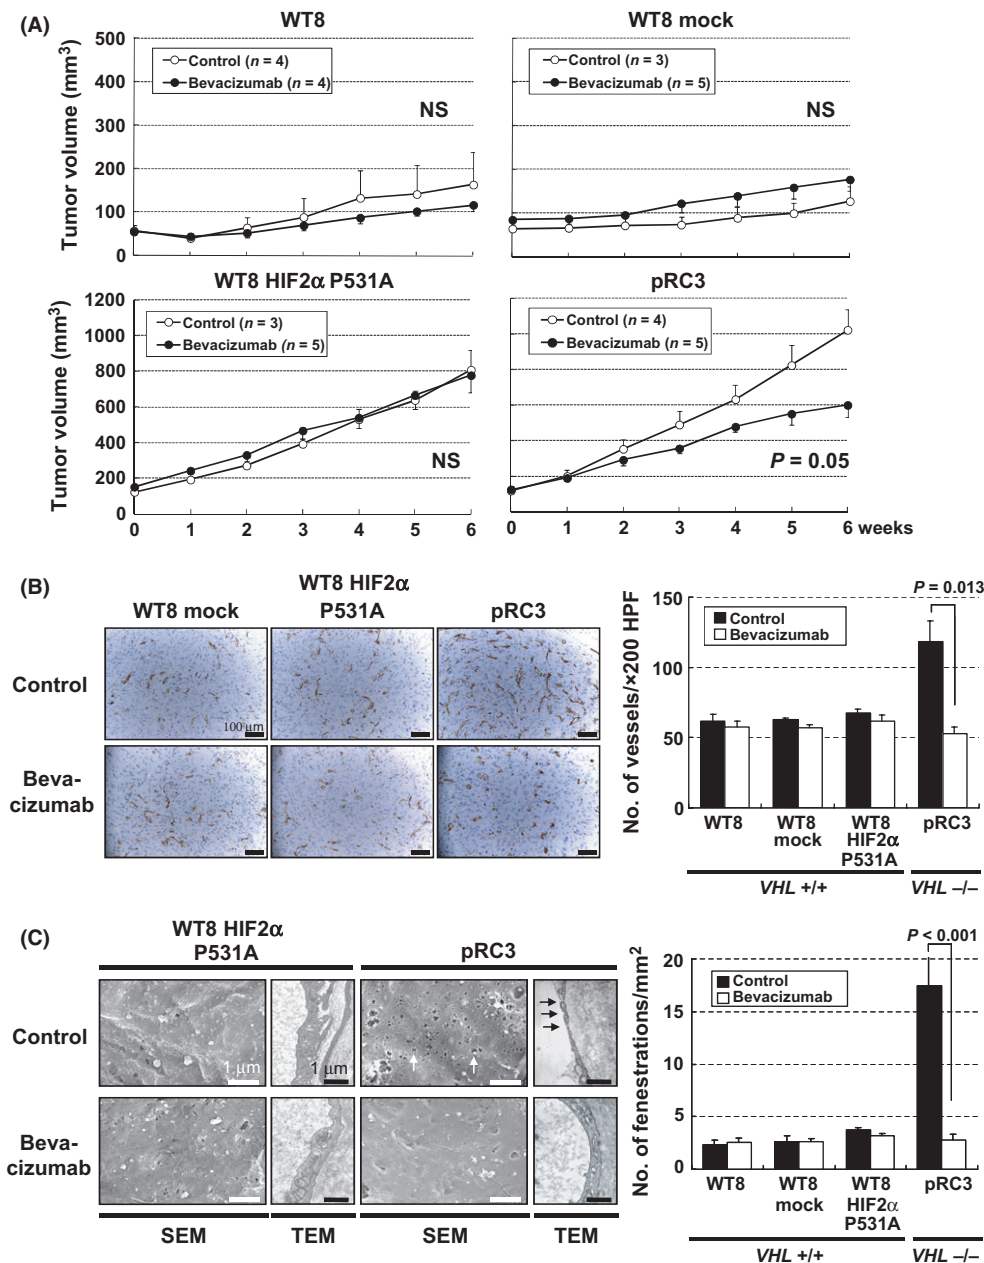 (A)
WT8
WT8 mock
Tumor volume (mm3)
500
400
300
200
100
0
Control (n = 4)
Bevacizumab (n = 4)
NS
Control (n = 3)
Bevacizumab (n = 5)
NS
WT8 HIF2α P531A
pRC3
Tumor volume (mm3)
1200
1000
800
600
400
200
0
Control (n = 3)
Bevacizumab (n = 5)
NS
Control (n = 4)
Bevacizumab (n = 5)
P = 0.05
0 1 2 3 4 5 6
0 1 2 3 4 5 6 weeks
(B)
WT8 mock
WT8 HIF2α
P531A
pRC3
Control
100 μm
Beva-
cizumab
No. of vessels/×200 HPF
150
100
50
0
Control
Bevacizumab
P = 0.013
WT8
WT8
mock
WT8
HIF2α
P531A
pRC3
VHL +/+
VHL –/–
(C)
WT8 HIF2α
P531A
pRC3
Control
1 μm
1 μm
Beva-
cizumab
SEM
TEM
SEM
TEM
No. of fenestrations/mm2
20
15
10
5
0
Control
Bevacizumab
P < 0.001
WT8
WT8
mock
WT8
HIF2α
P531A
pRC3
VHL +/+
VHL –/–